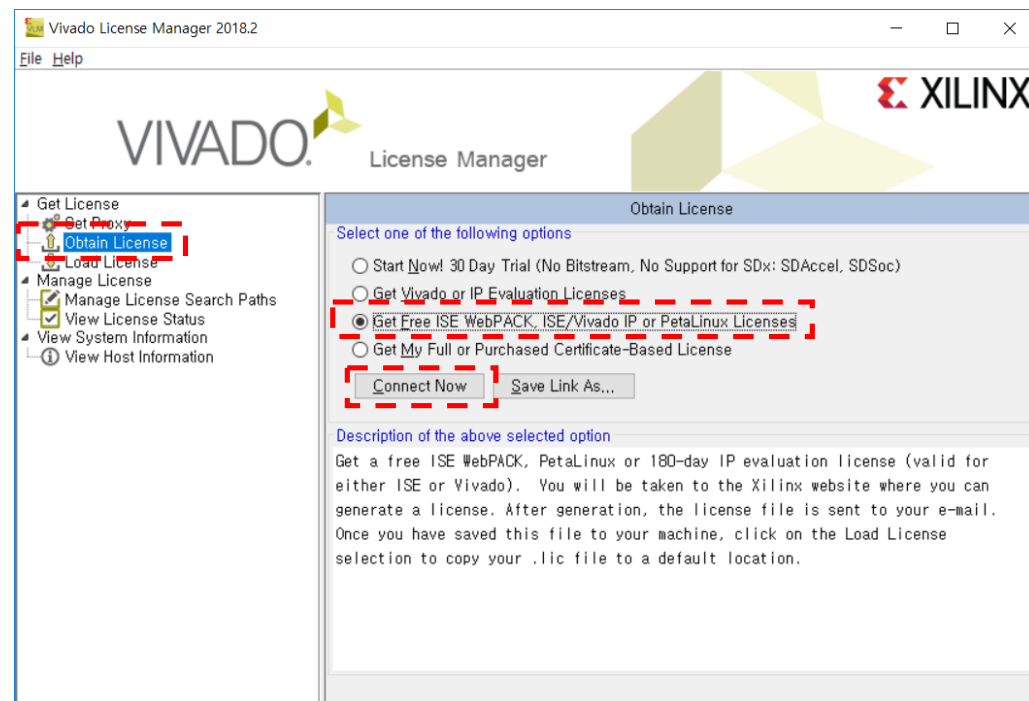 Vivado License Manager 2018.2
File Help
VIVADO. License Manager
XILINX
Get License
Set Proxy
Obtain License
Load License
Manage License
Manage License Search Paths
View License Status
View System Information
View Host Information
Obtain License
Select one of the following options
Start Now! 30 Day Trial (No Bitstream, No Support for SDx: SDAccel, SDSoc)
Get Vivado or IP Evaluation Licenses
Get Free ISE WebPACK, ISE/Vivado IP or PetaLinux Licenses
Get My Full or Purchased Certificate-Based License
Connect Now Save Link As...
Description of the above selected option
Get a free ISE WebPACK, PetaLinux or 180-day IP evaluation license (valid for
either ISE or Vivado). You will be taken to the Xilinx website where you can
generate a license. After generation, the license file is sent to your e-mail.
Once you have saved this file to your machine, click on the Load License
selection to copy your .lic file to a default location.